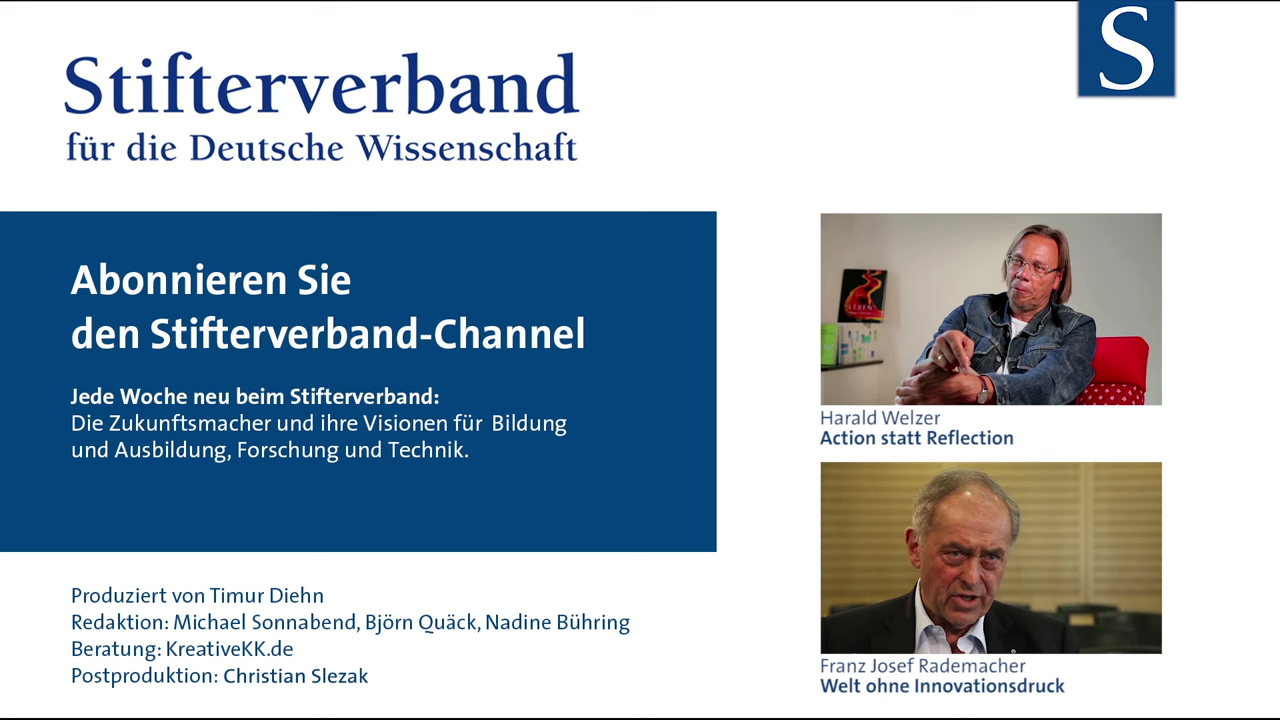 Stifterverband
für die Deutsche Wissenschaft
S
Abonnieren Sie
den Stifterverband-Channel
Jede Woche neu beim Stifterverband:
Die Zukunftsmacher und ihre Visionen für Bildung
und Ausbildung, Forschung und Technik.
Produziert von Timur Diehn
Redaktion: Michael Sonnabend, Björn Quäck, Nadine Bühring
Beratung: KreativeKK.de
Postproduktion: Christian Slezak
LEBEN
Harald Welzer
Action statt Reflection
Franz Josef Rademacher
Welt ohne Innovationsdruck